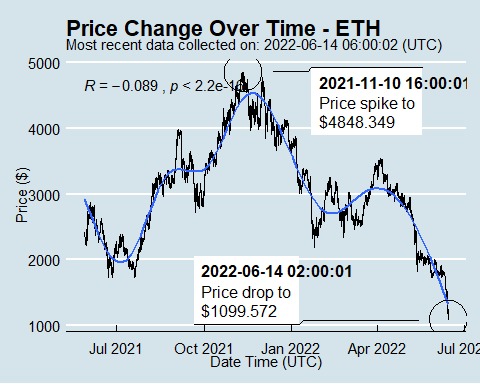 Price Change Over Time - ETH
Most recent data collected on: 2022-06-14 06:00:02 (UTC)
5000
R = −0.089 , p < 2.2e-
2021-11-10 16:00:01
Price spike to
$4848.349
4000
Price ($)
3000
2000
2022-06-14 02:00:01
Price drop to
$1099.572
1000
Jul 2021
Oct 2021
Jan 2022
Apr 2022
Jul 202
Date Time (UTC)